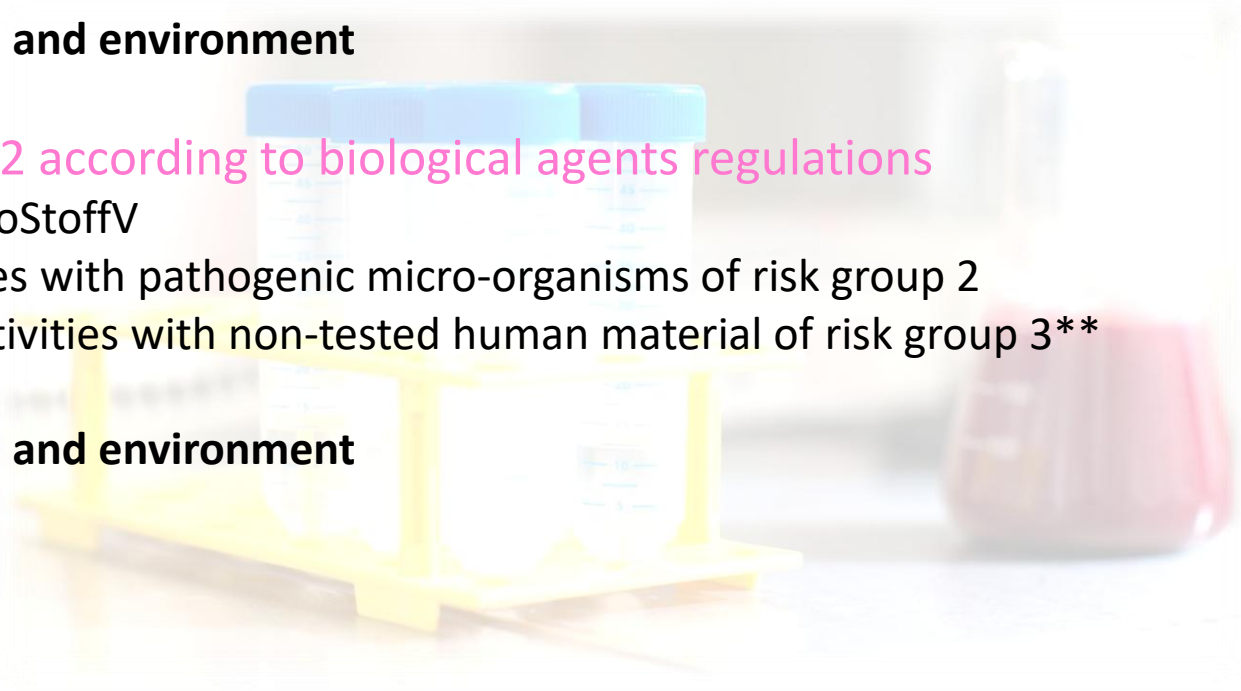 and environment
2 according to biological agents regulations
oStoffV
es with pathogenic micro-organisms of risk group 2
tivities with non-tested human material of risk group 3**
and environment